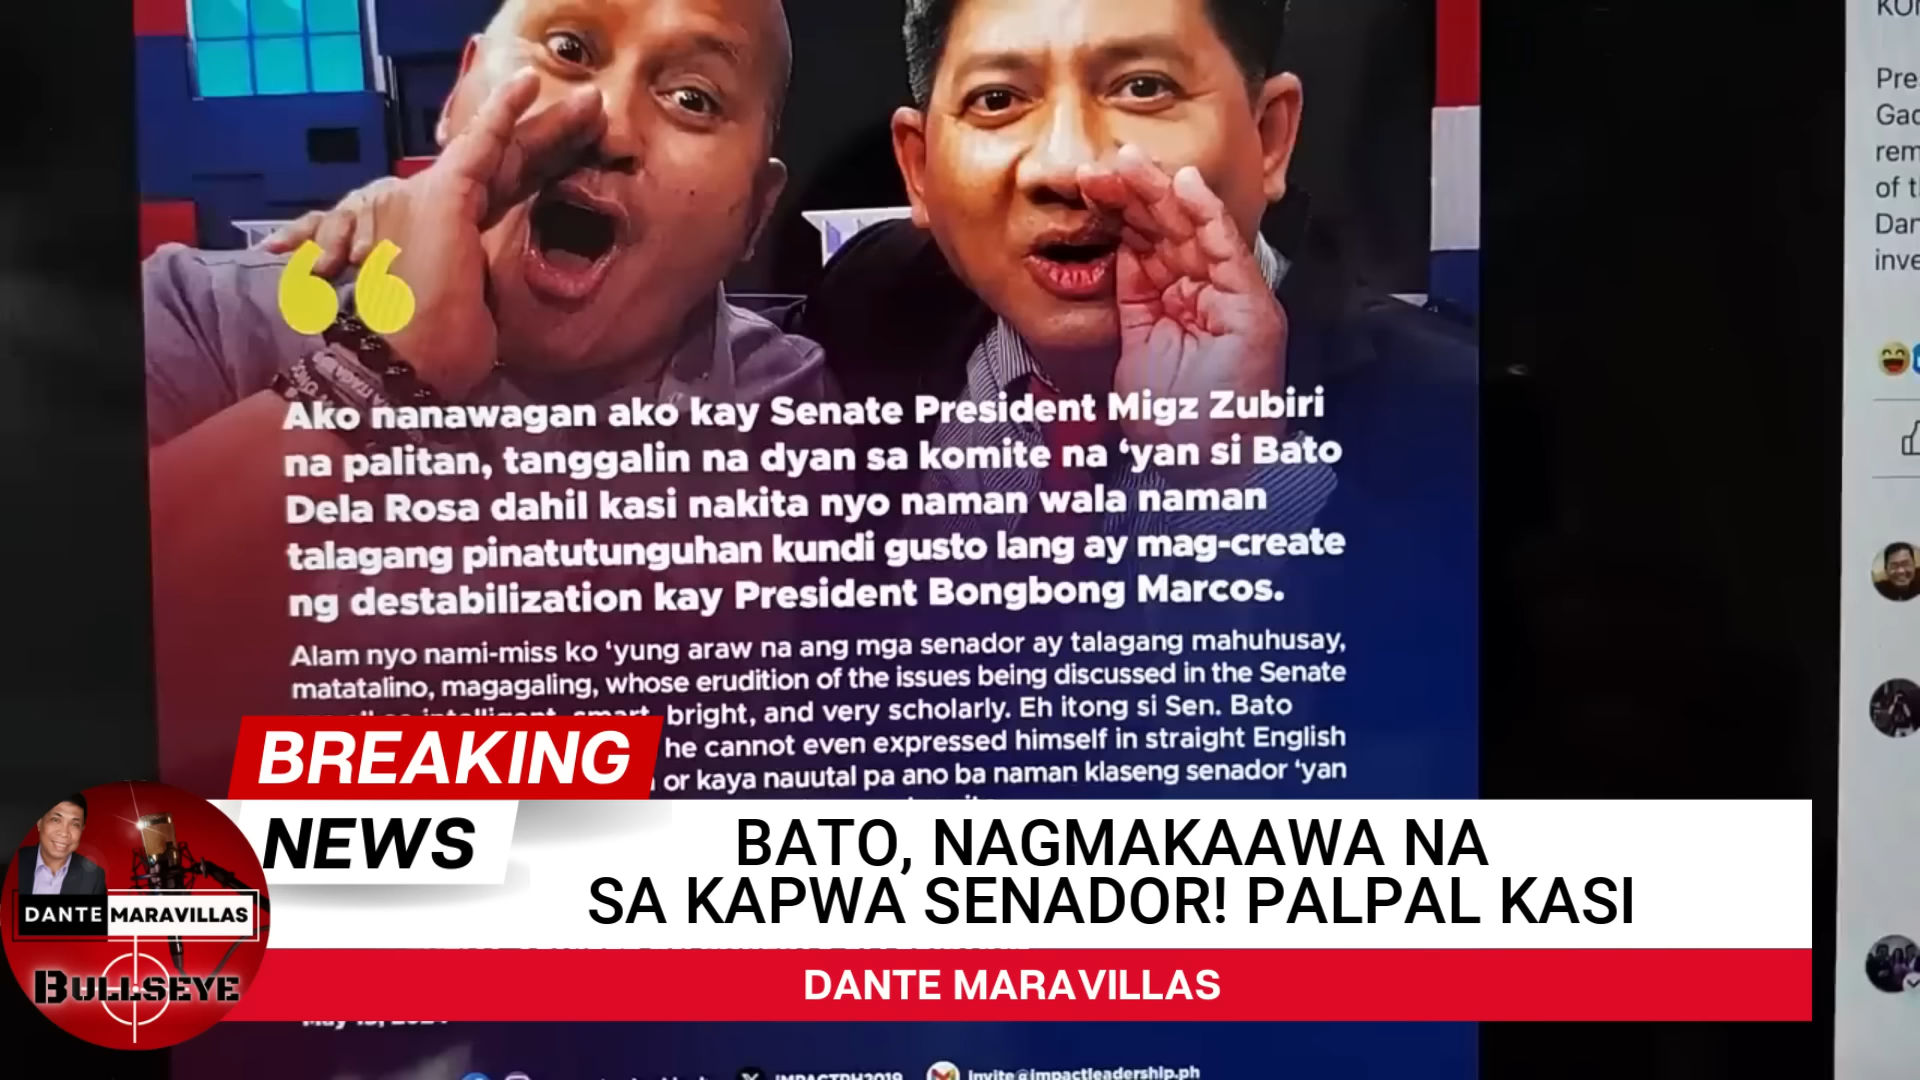 KON
Pre
Gad
rem
of th
Dan
inve
Ako nanawagan ako kay Senate President Migz Zubiri
na palitan, tanggalin na dyan sa komite na ‘yan si Bato
Dela Rosa dahil kasi nakita nyo naman wala naman
talagang pinatutunguhan kundi gusto lang ay mag-create
ng destabilization kay President Bongbong Marcos.
Alam nyo nami-miss ko ‘yung araw na ang mga senador ay talagang mahuhusay,
matatalino, magagaling, whose erudition of the issues being discussed in the Senate
intelligent, smart, bright, and very scholarly. Eh itong si Sen. Bato
he cannot even expressed himself in straight English
or kaya nauutal pa ano ba naman klaseng senador ‘yan
BREAKING
NEWS
BATO, NAGMAKAAWA NA
SA KAPWA SENADOR! PALPAL KASI
DANTE MARAVILLAS
DANTE MARAVILLAS
BULLSEYE
IMPACTPH2019
invite@impactleadership.ph